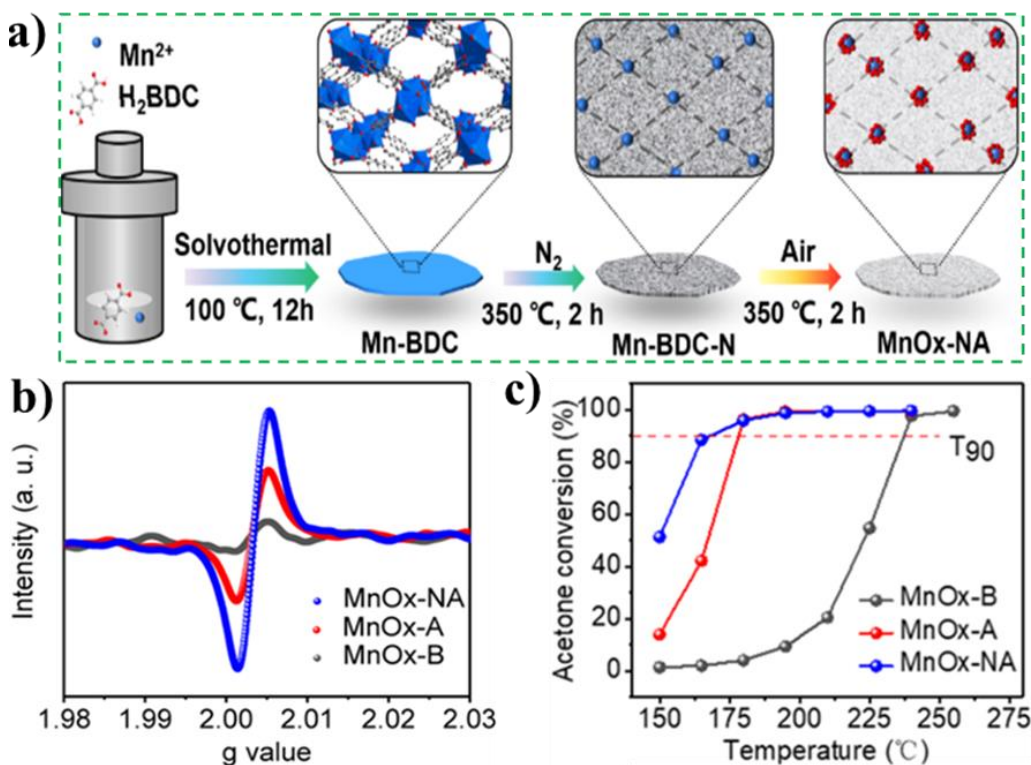 a)
Mn2+
H2BDC
Solvothermal
100 ℃, 12h
N2
350 ℃, 2 h
Air
350 ℃, 2 h
Mn-BDC
Mn-BDC-N
MnOx-NA
b)
Intensity (a. u.)
MnOx-NA
MnOx-A
MnOx-B
1.98 1.99 2.00 2.01 2.02 2.03
g value
c)
Acetone conversion (%)
100
80
60
40
20
0
T90
MnOx-B
MnOx-A
MnOx-NA
150 175 200 225 250 275
Temperature (℃)